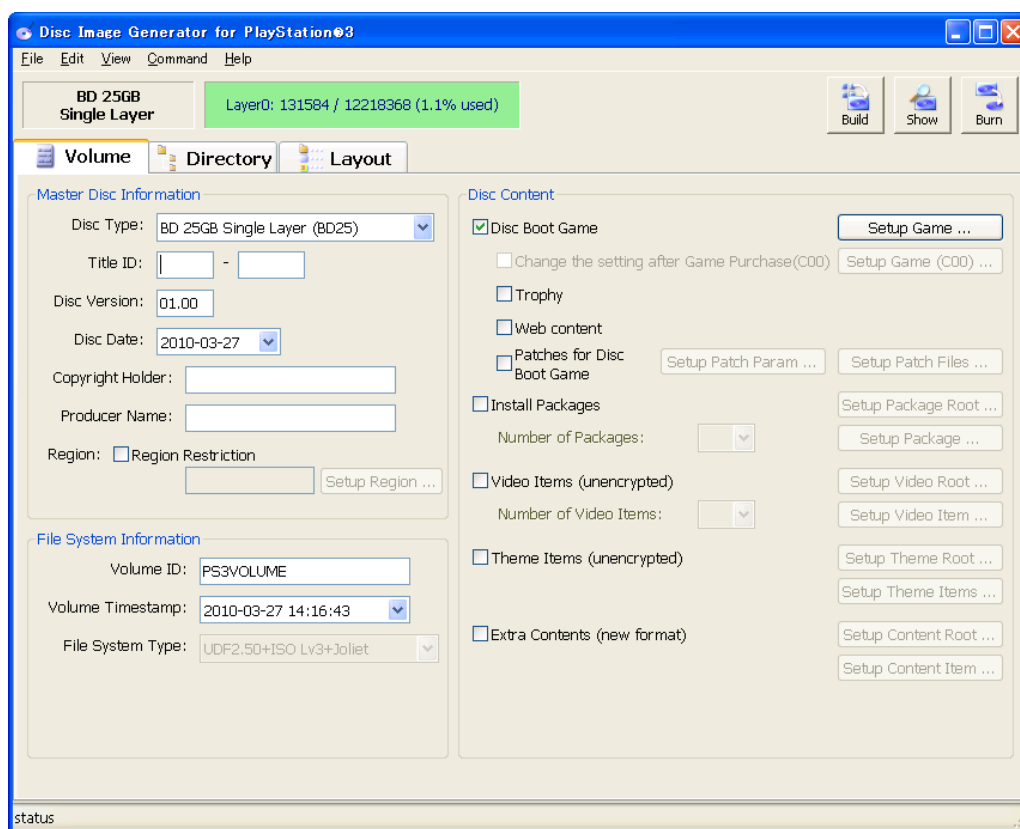 Disc Image Generator for PlayStation®3
File Edit View Command Help
BD 25GB
Single Layer
Layer0: 131584 / 12218368 (1.1% used)
Build Show Burn
Volume Directory Layout
Master Disc Information
Disc Type: BD 25GB Single Layer (BD25)
Title ID: -
Disc Version: 01.00
Disc Date: 2010-03-27
Copyright Holder:
Producer Name:
Region: Region Restriction
Setup Region ...
File System Information
Volume ID: PS3VOLUME
Volume Timestamp: 2010-03-27 14:16:43
File System Type: UDF2.50+ISO Lv3+Joliet
Disc Content
Disc Boot Game Setup Game ...
Change the setting after Game Purchase(C00) Setup Game (C00) ...
Trophy
Web content
Patches for Disc
Boot Game Setup Patch Param ... Setup Patch Files ...
Install Packages Setup Package Root ...
Number of Packages: Setup Package ...
Video Items (unencrypted) Setup Video Root ...
Number of Video Items: Setup Video Item ...
Theme Items (unencrypted) Setup Theme Root ...
Setup Theme Items ...
Extra Contents (new format) Setup Content Root ...
Setup Content Item ...
status